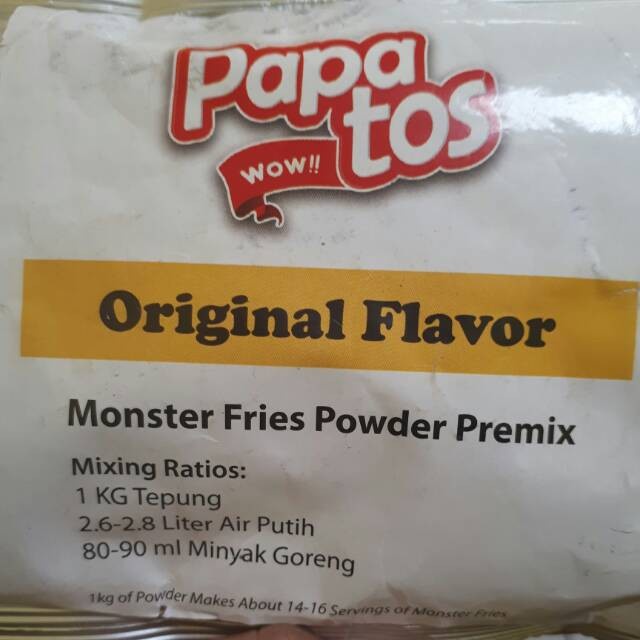 Papa
tos
WOW!!
Original Flavor
Monster Fries Powder Premix
Mixing Ratios:
1 KG Tepung
2.6-2.8 Liter Air Putih
80-90 ml Minyak Goreng
1kg of Powder Makes About 14-16 Servings of Monster Fries